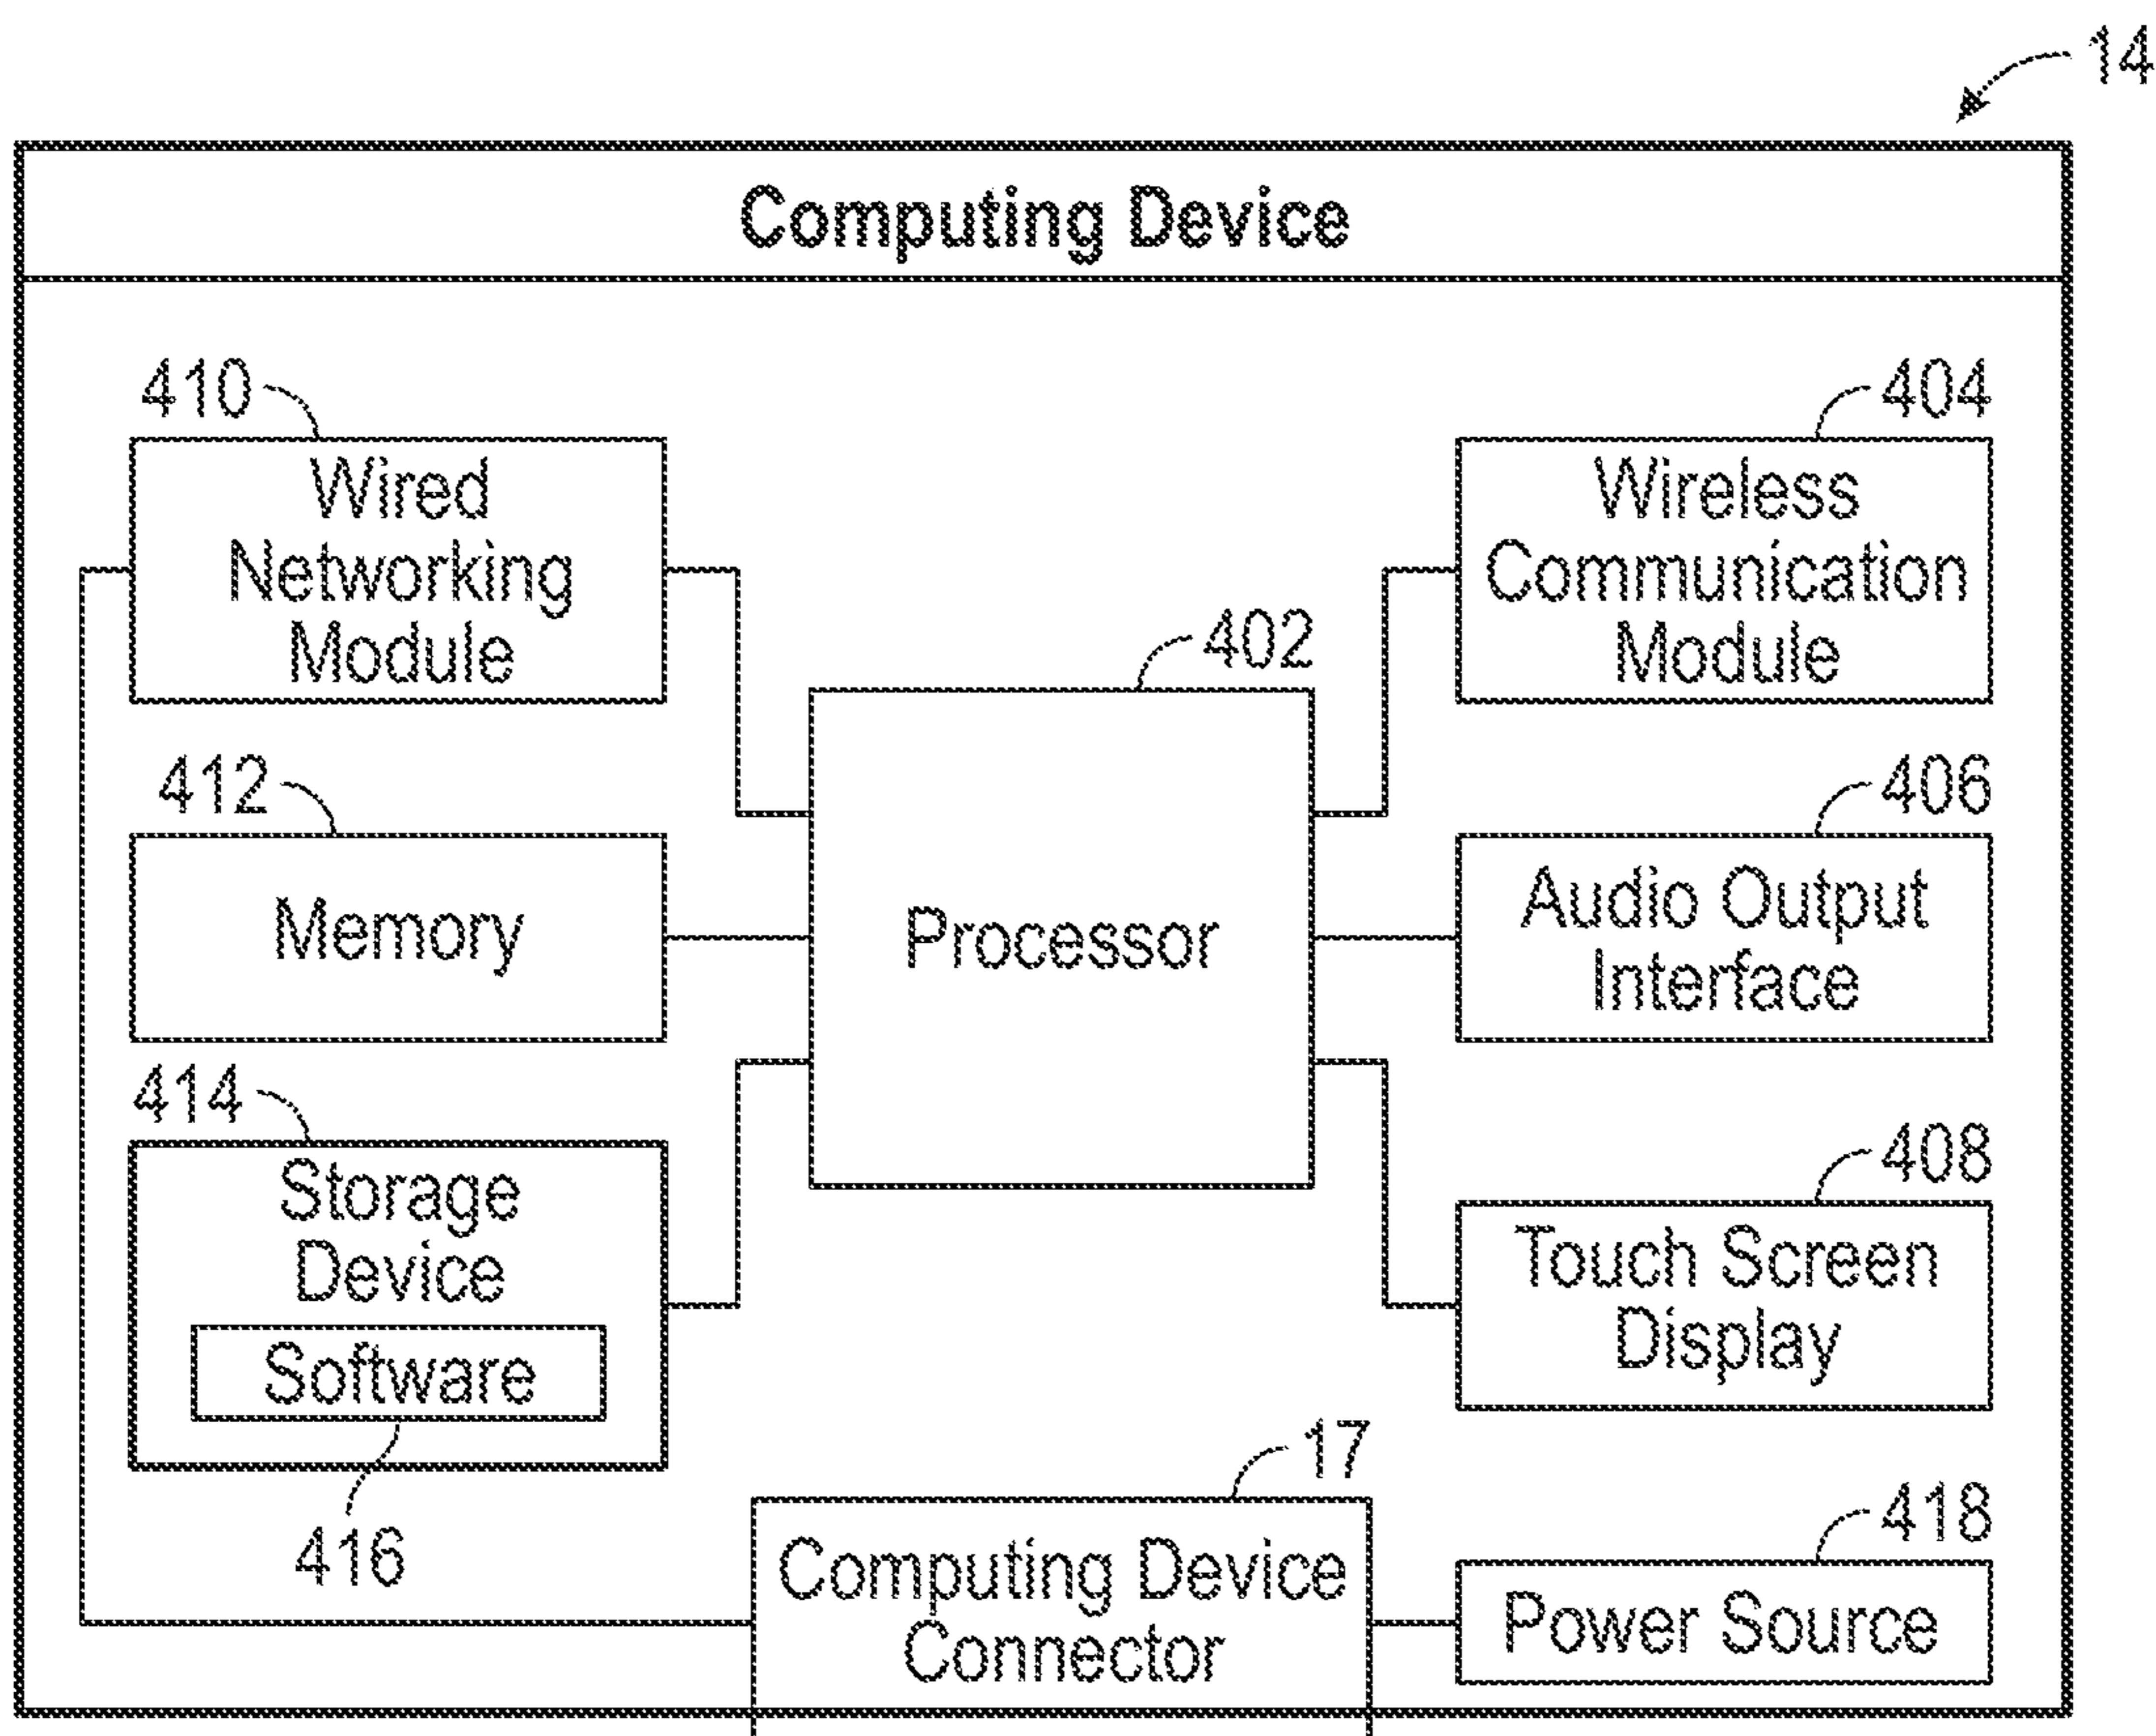 14
Computing Device
410
Wired
Networking
Module
404
Wireless
Communication
Module
402
Processor
412
Memory
406
Audio Output
Interface
414
Storage
Device
Software
416
408
Touch Screen
Display
17
Computing Device
Connector
418
Power Source